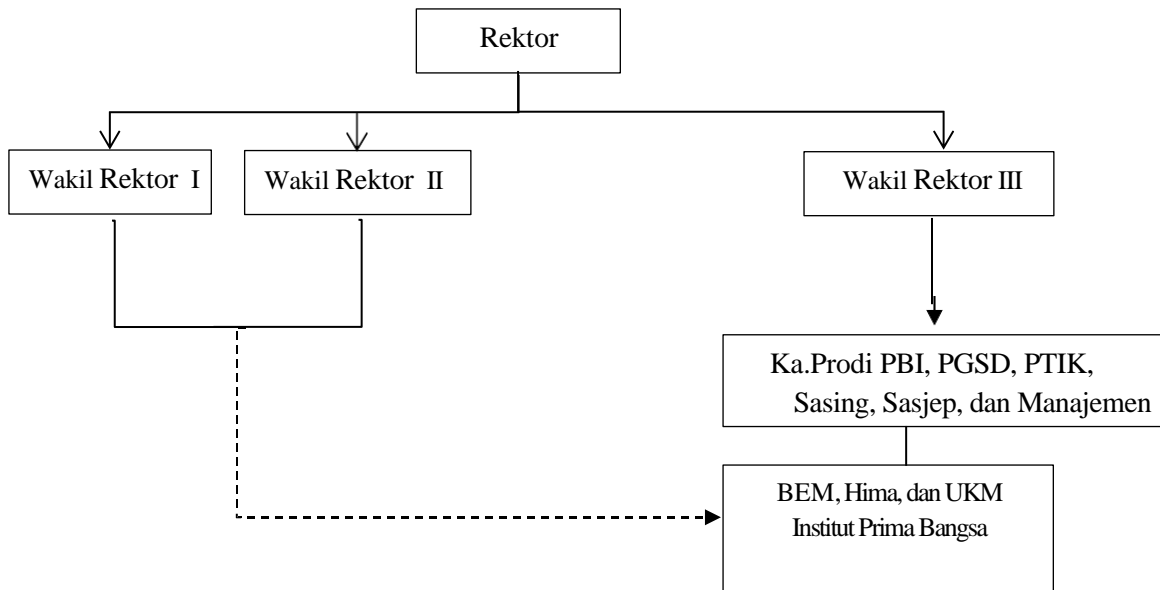 Rektor
Wakil Rektor I
Wakil Rektor II
Wakil Rektor III
Ka.Prodi PBI, PGSD, PTIK,
Sasing, Sasjep, dan Manajemen
BEM, Hima, dan UKM
Institut Prima Bangsa